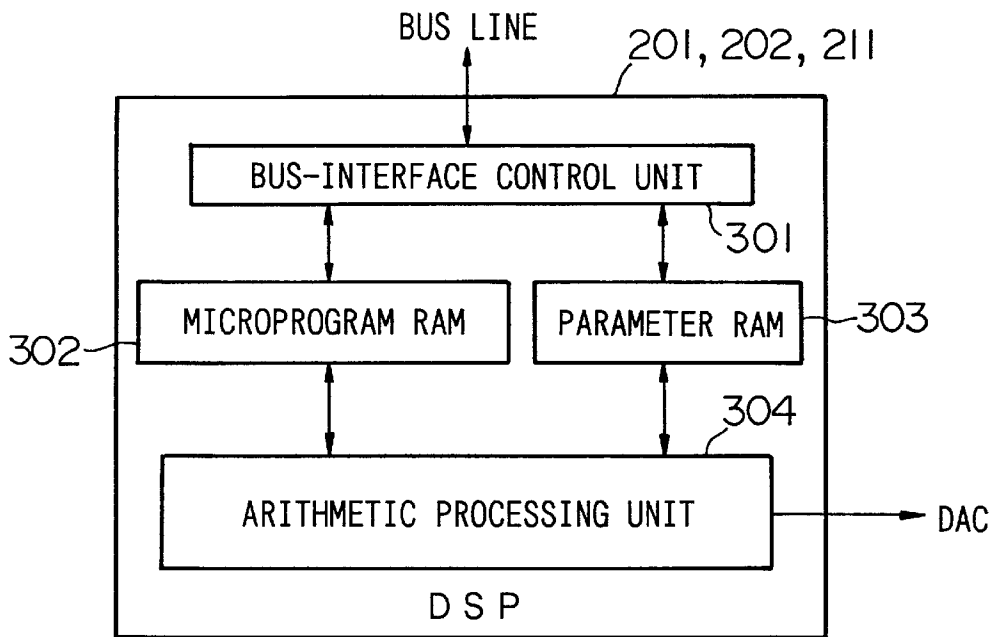 BUS LINE
201, 202, 211
BUS-INTERFACE CONTROL UNIT
301
MICROPROGRAM RAM
PARAMETER RAM
303
302
304
ARITHMETIC PROCESSING UNIT
DAC
DSP